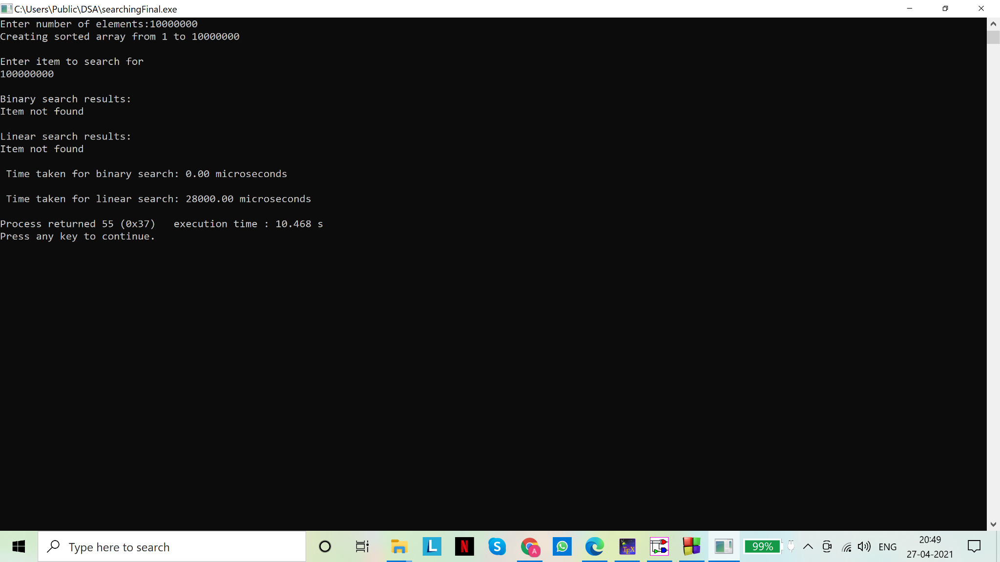 C:\Users\Public\DSA\searchingFinal.exe
Enter number of elements:10000000
Creating sorted array from 1 to 10000000
Enter item to search for
100000000
Binary search results:
Item not found
Linear search results:
Item not found
Time taken for binary search: 0.00 microseconds
Time taken for linear search: 28000.00 microseconds
Process returned 55 (0x37)   execution time : 10.468 s
Press any key to continue.
Type here to search
L
N
S
A
TEX
99%
ENG
20:49
27-04-2021